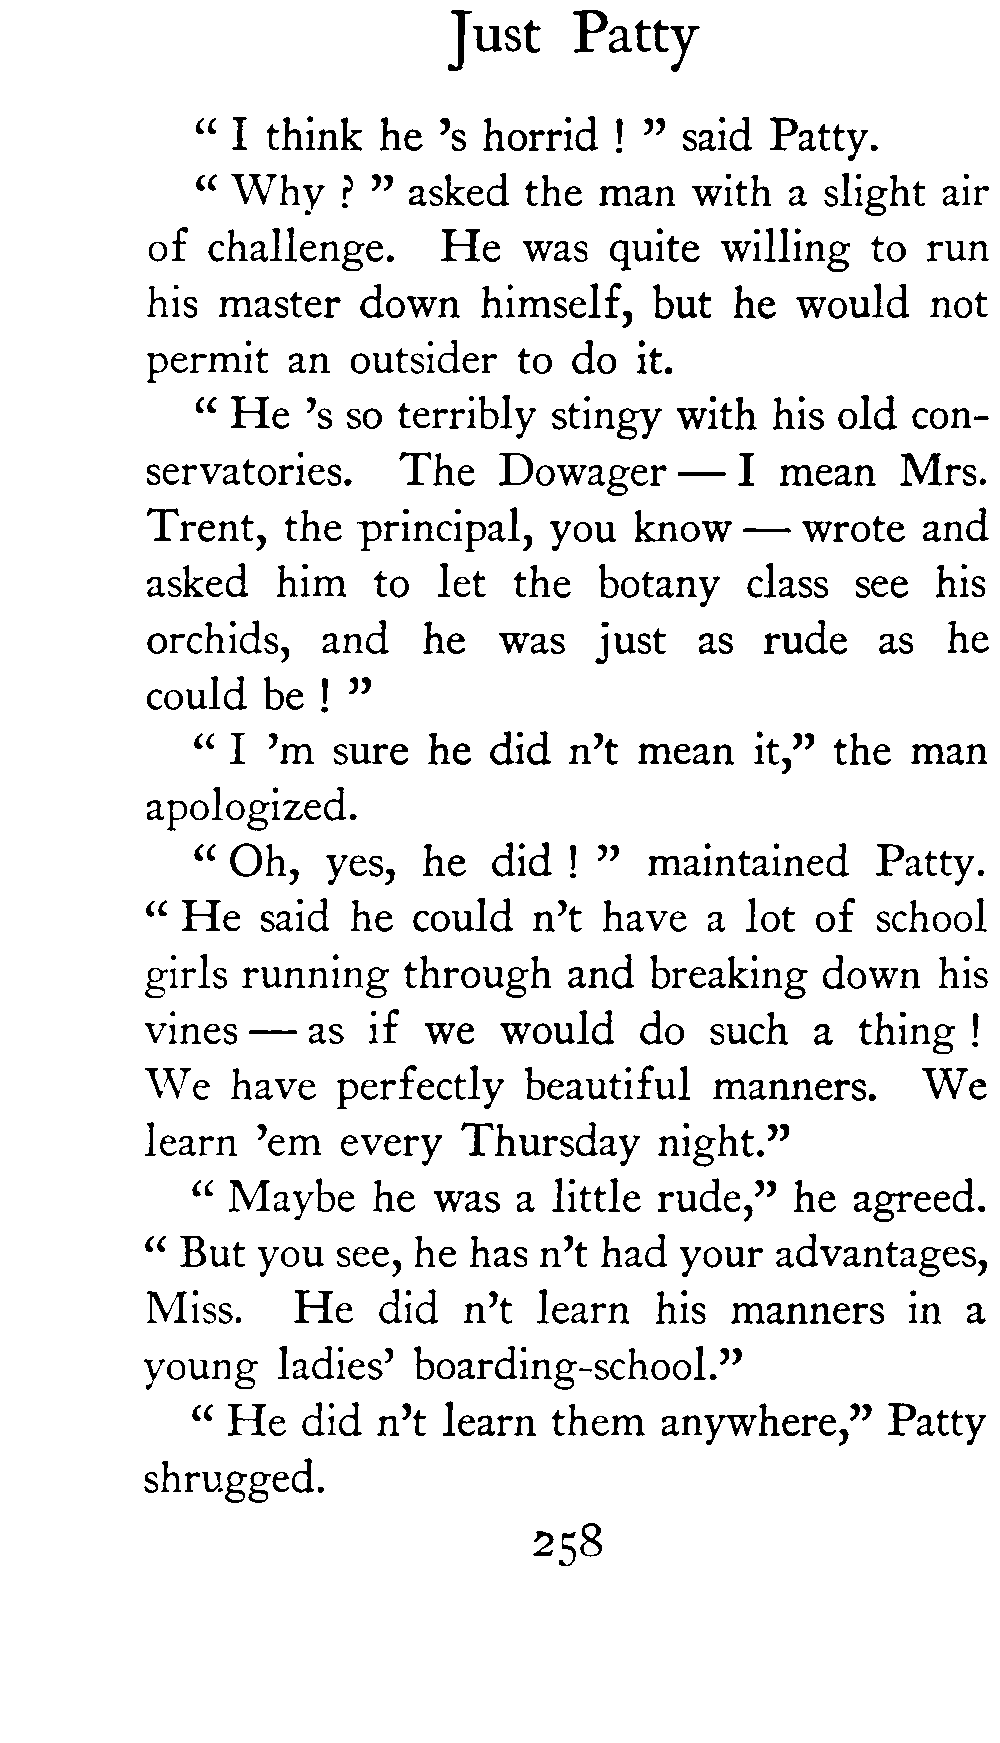 Just Patty
“ I think he ’s horrid ! ” said Patty.
“ Why ? ” asked the man with a slight air
of challenge. He was quite willing to run
his master down himself, but he would not
permit an outsider to do it.
“ He ’s so terribly stingy with his old con-
servatories. The Dowager — I mean Mrs.
Trent, the principal, you know — wrote and
asked him to let the botany class see his
orchids, and he was just as rude as he
could be ! ”
“ I ’m sure he did n’t mean it,” the man
apologized.
“ Oh, yes, he did ! ” maintained Patty.
“ He said he could n’t have a lot of school
girls running through and breaking down his
vines — as if we would do such a thing !
We have perfectly beautiful manners. We
learn ’em every Thursday night.”
“ Maybe he was a little rude,” he agreed.
“ But you see, he has n’t had your advantages,
Miss. He did n’t learn his manners in a
young ladies’ boarding-school.”
“ He did n’t learn them anywhere,” Patty
shrugged.
258